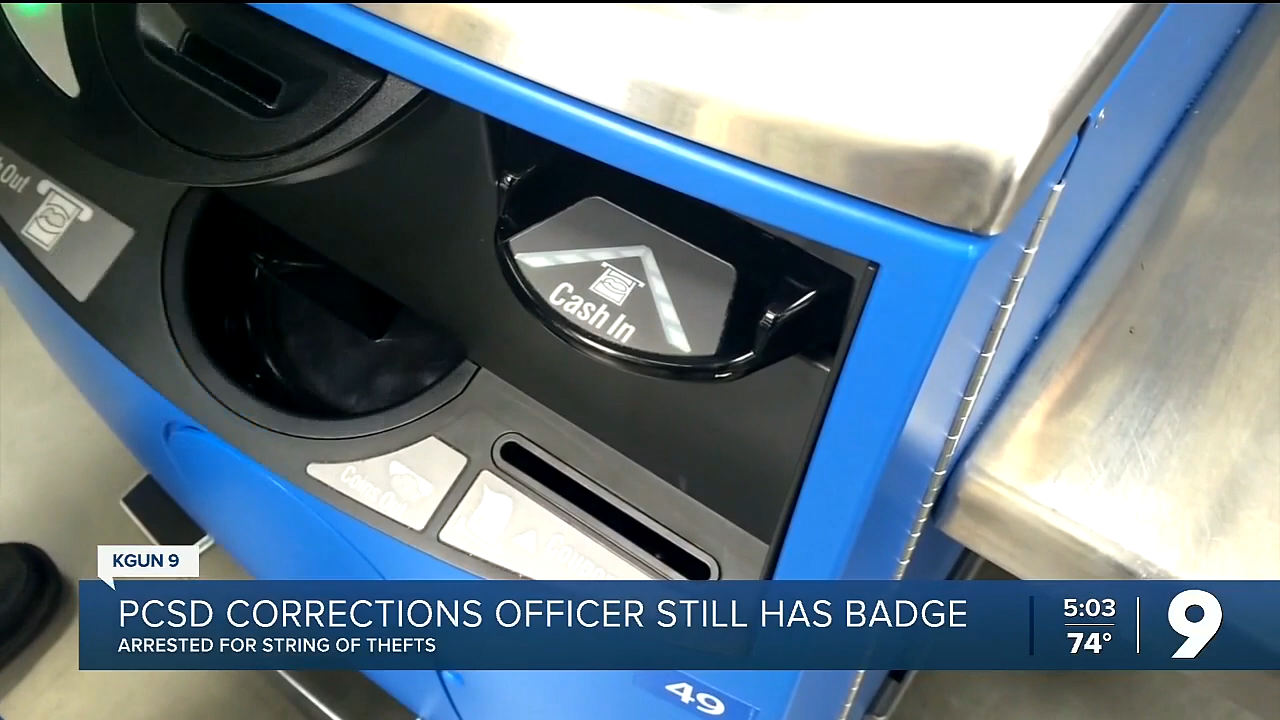 Out
Cash In
Coupons
KGUN 9
PCSD CORRECTIONS OFFICER STILL HAS BADGE
ARRESTED FOR STRING OF THEFTS
5:03
74°
9
49